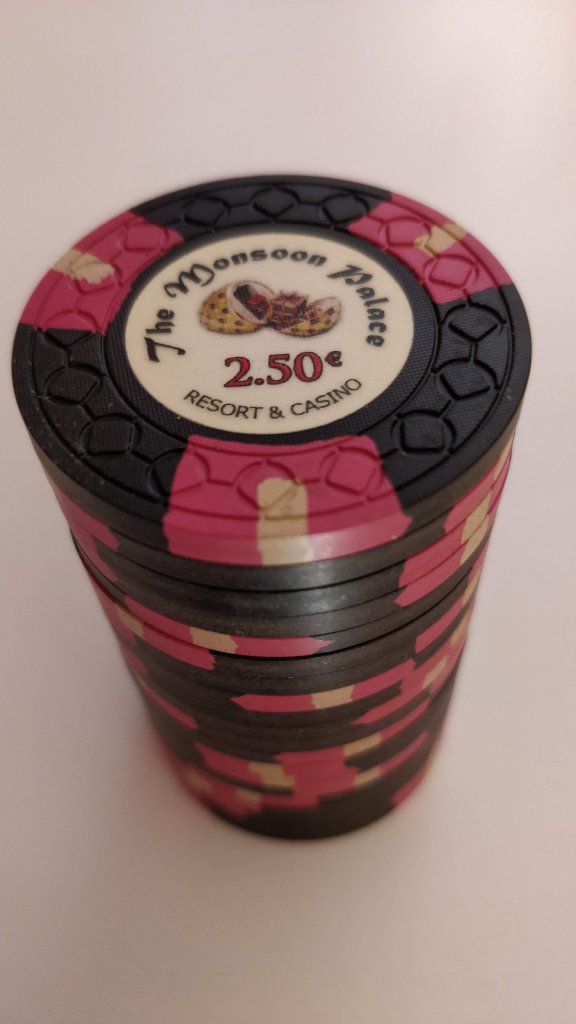 The Monsoon Palace
2.50€
RESORT & CASINO